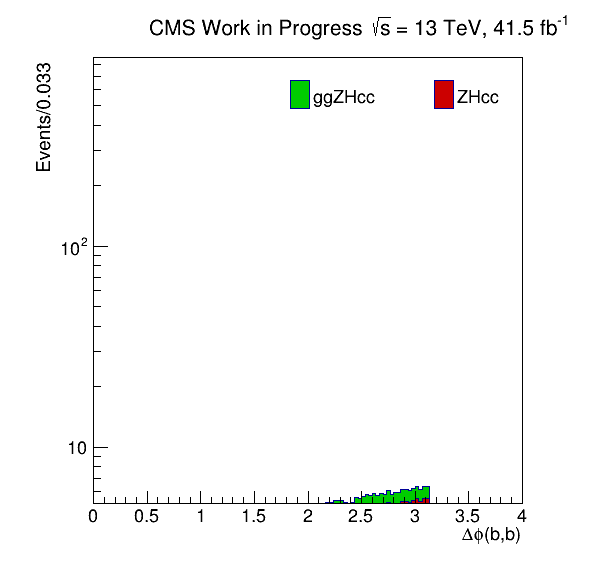 CMS Work in Progress √s = 13 TeV, 41.5 fb⁻¹
Events/0.033
ggZHcc ZHcc
10²
10
0 0.5 1 1.5 2 2.5 3 3.5 4
Δϕ(b,b)